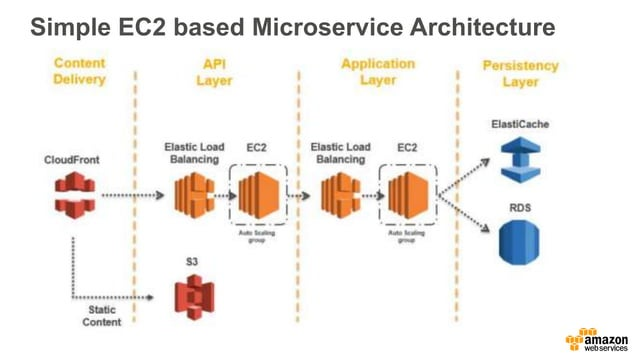 Simple EC2 based Microservice Architecture
Content
Delivery
API
Layer
Application
Layer
Persistency
Layer
CloudFront
Elastic Load
Balancing
EC2
Auto Scaling
group
Elastic Load
Balancing
EC2
Auto Scaling
group
ElastiCache
RDS
S3
Static
Content
amazon
webservices